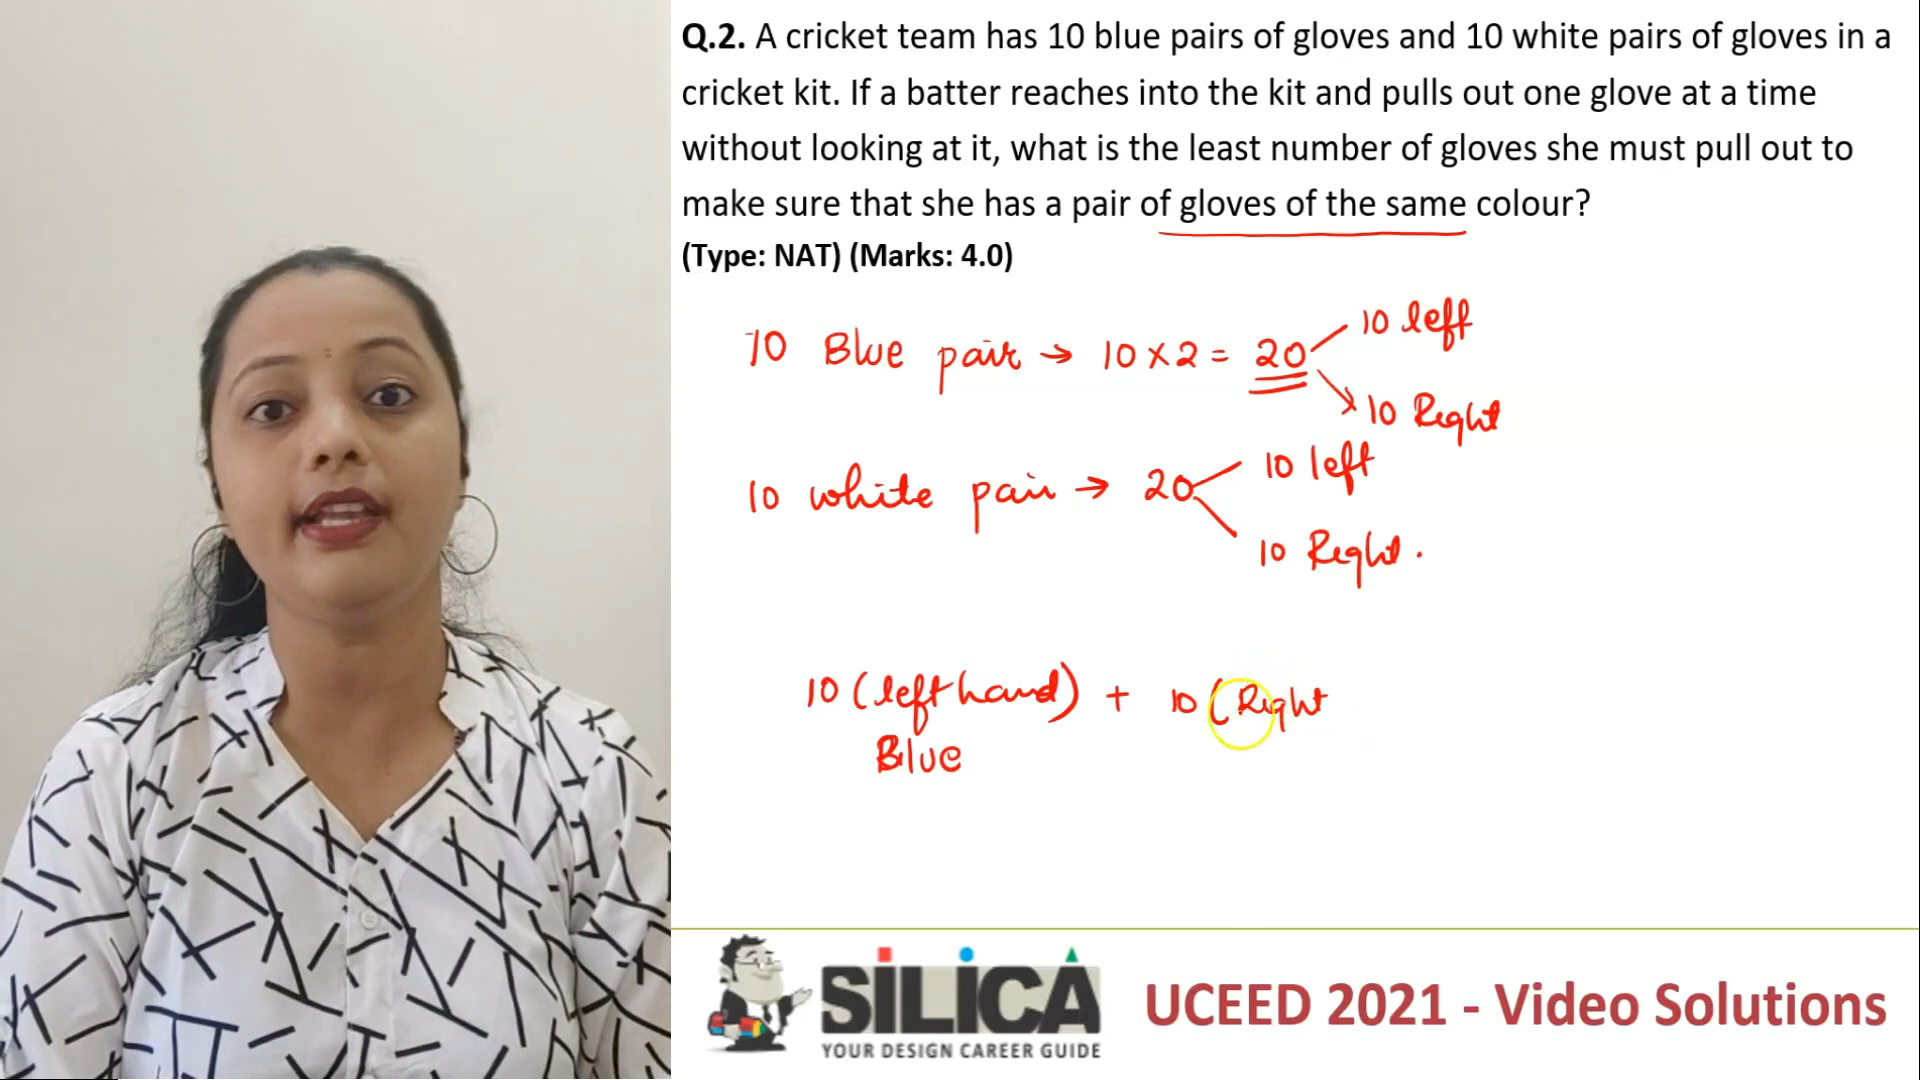 Q.2. A cricket team has 10 blue pairs of gloves and 10 white pairs of gloves in a
cricket kit. If a batter reaches into the kit and pulls out one glove at a time
without looking at it, what is the least number of gloves she must pull out to
make sure that she has a pair of gloves of the same colour?
(Type: NAT) (Marks: 4.0)
10 Blue pair → 10 × 2 = 20
10 left
10 Right
10 white pair → 20
10 left
10 Right.
10 (left hand) + 10 (Right
Blue
SILICA
YOUR DESIGN CAREER GUIDE
UCEED 2021 - Video Solutions